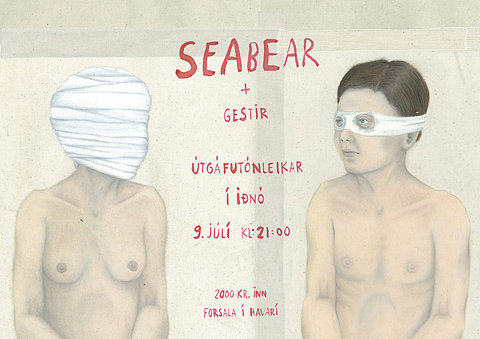 SEABEAR
+
GESTIR
ÚTGÁFUTÓNLEIKAR
Í IÐNÓ
9. JÚLÍ KL: 21:00
2000 KR. INN
FORSALA Í HAVARÍ